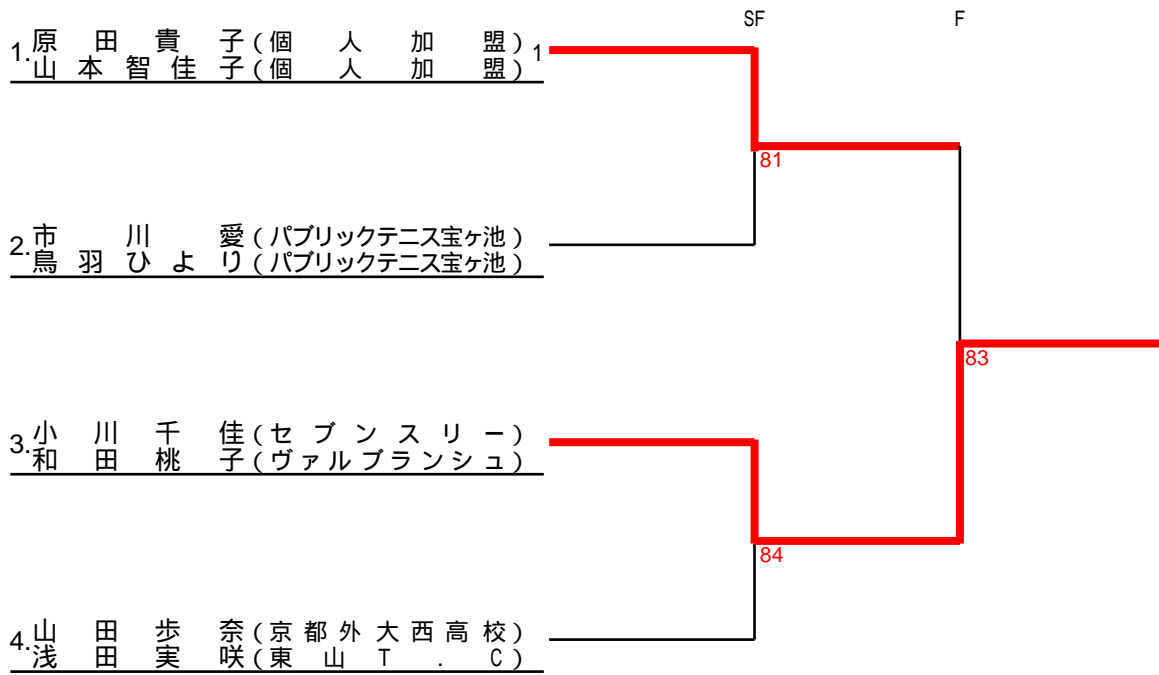 SF F
1.原田貴子(個人加盟)1
山本智佳子(個人加盟)
81
2.市川愛(パブリックテニス宝ヶ池)
鳥羽ひより(パブリックテニス宝ヶ池)
83
3.小川千佳(セブンスリー)
和田桃子(ヴァルブランシュ)
84
4.山田歩奈(京都外大西高校)
浅田実咲(東山T.C)